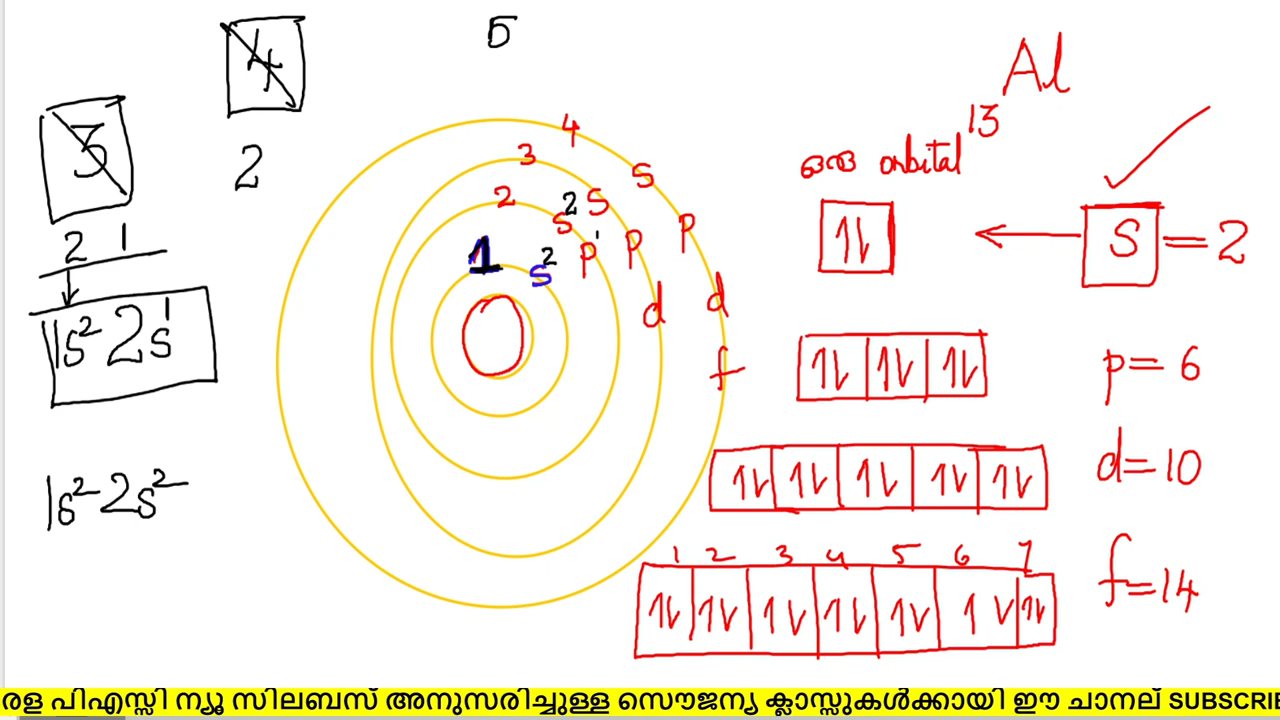 5
4
Al
3
2
13
ഒരു orbital
2 1
S = 2
1s² 2s¹
1 s²
2 s² p¹
3 s p d
4 s p d f
p = 6
d = 10
1s² 2s²
1 2 3 4 5 6 7
f = 14
രള പിഎസ്സി ന്യൂ സിലബസ് അനുസരിച്ചുള്ള സൌജന്യ ക്ലാസ്സുകൾക്കായി ഈ ചാനല് SUBSCRI